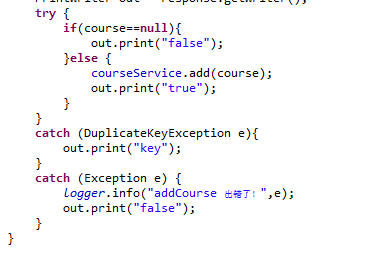 PrintWriter out = response.getWriter();
try {
if(course==null){
out.print("false");
}else {
courseService.add(course);
out.print("true");
}
}
catch (DuplicateKeyException e){
out.print("key");
}
catch (Exception e) {
logger.info("addCourse 出错了！",e);
out.print("false");
}
}